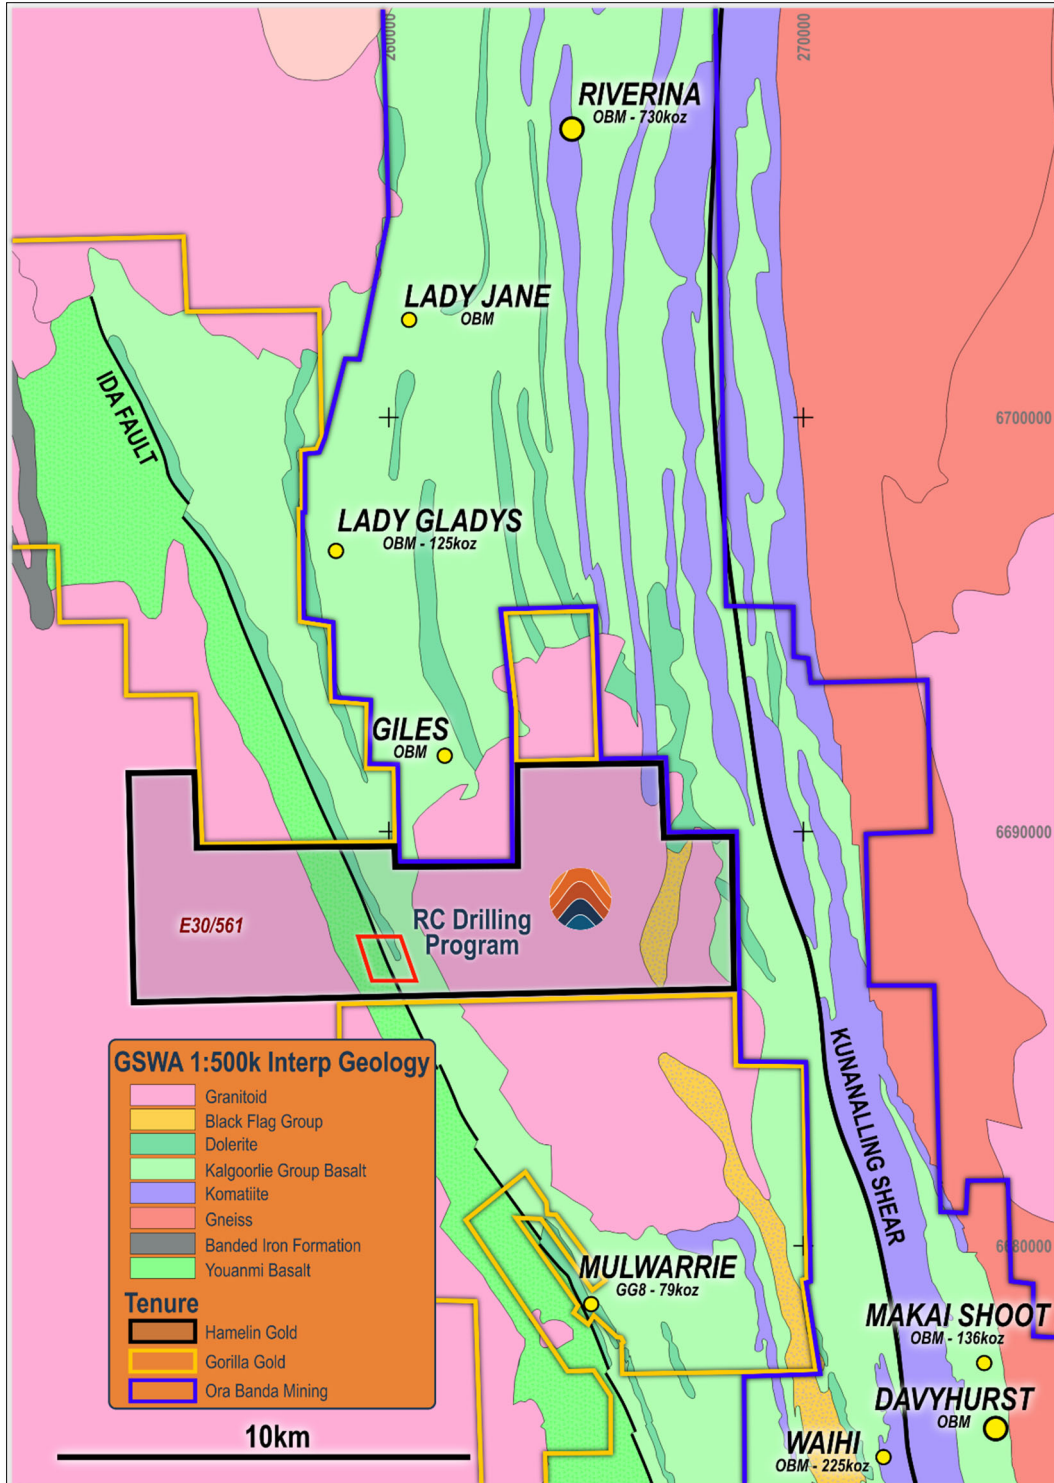 260000
270000
RIVERINA
OBM - 730koz
LADY JANE
OBM
IDA FAULT
6700000
LADY GLADYS
OBM - 125koz
GILES
OBM
6690000
E30/561
RC Drilling
Program
KUNANALLING SHEAR
GSWA 1:500k Interp Geology
Granitoid
Black Flag Group
Dolerite
Kalgoorlie Group Basalt
Komatiite
Gneiss
Banded Iron Formation
Youanmi Basalt
Tenure
Hamelin Gold
Gorilla Gold
Ora Banda Mining
6680000
MULWARRIE
GG8 - 79koz
MAKAI SHOOT
OBM - 136koz
DAVYHURST
OBM
WAIHI
OBM - 225koz
10km